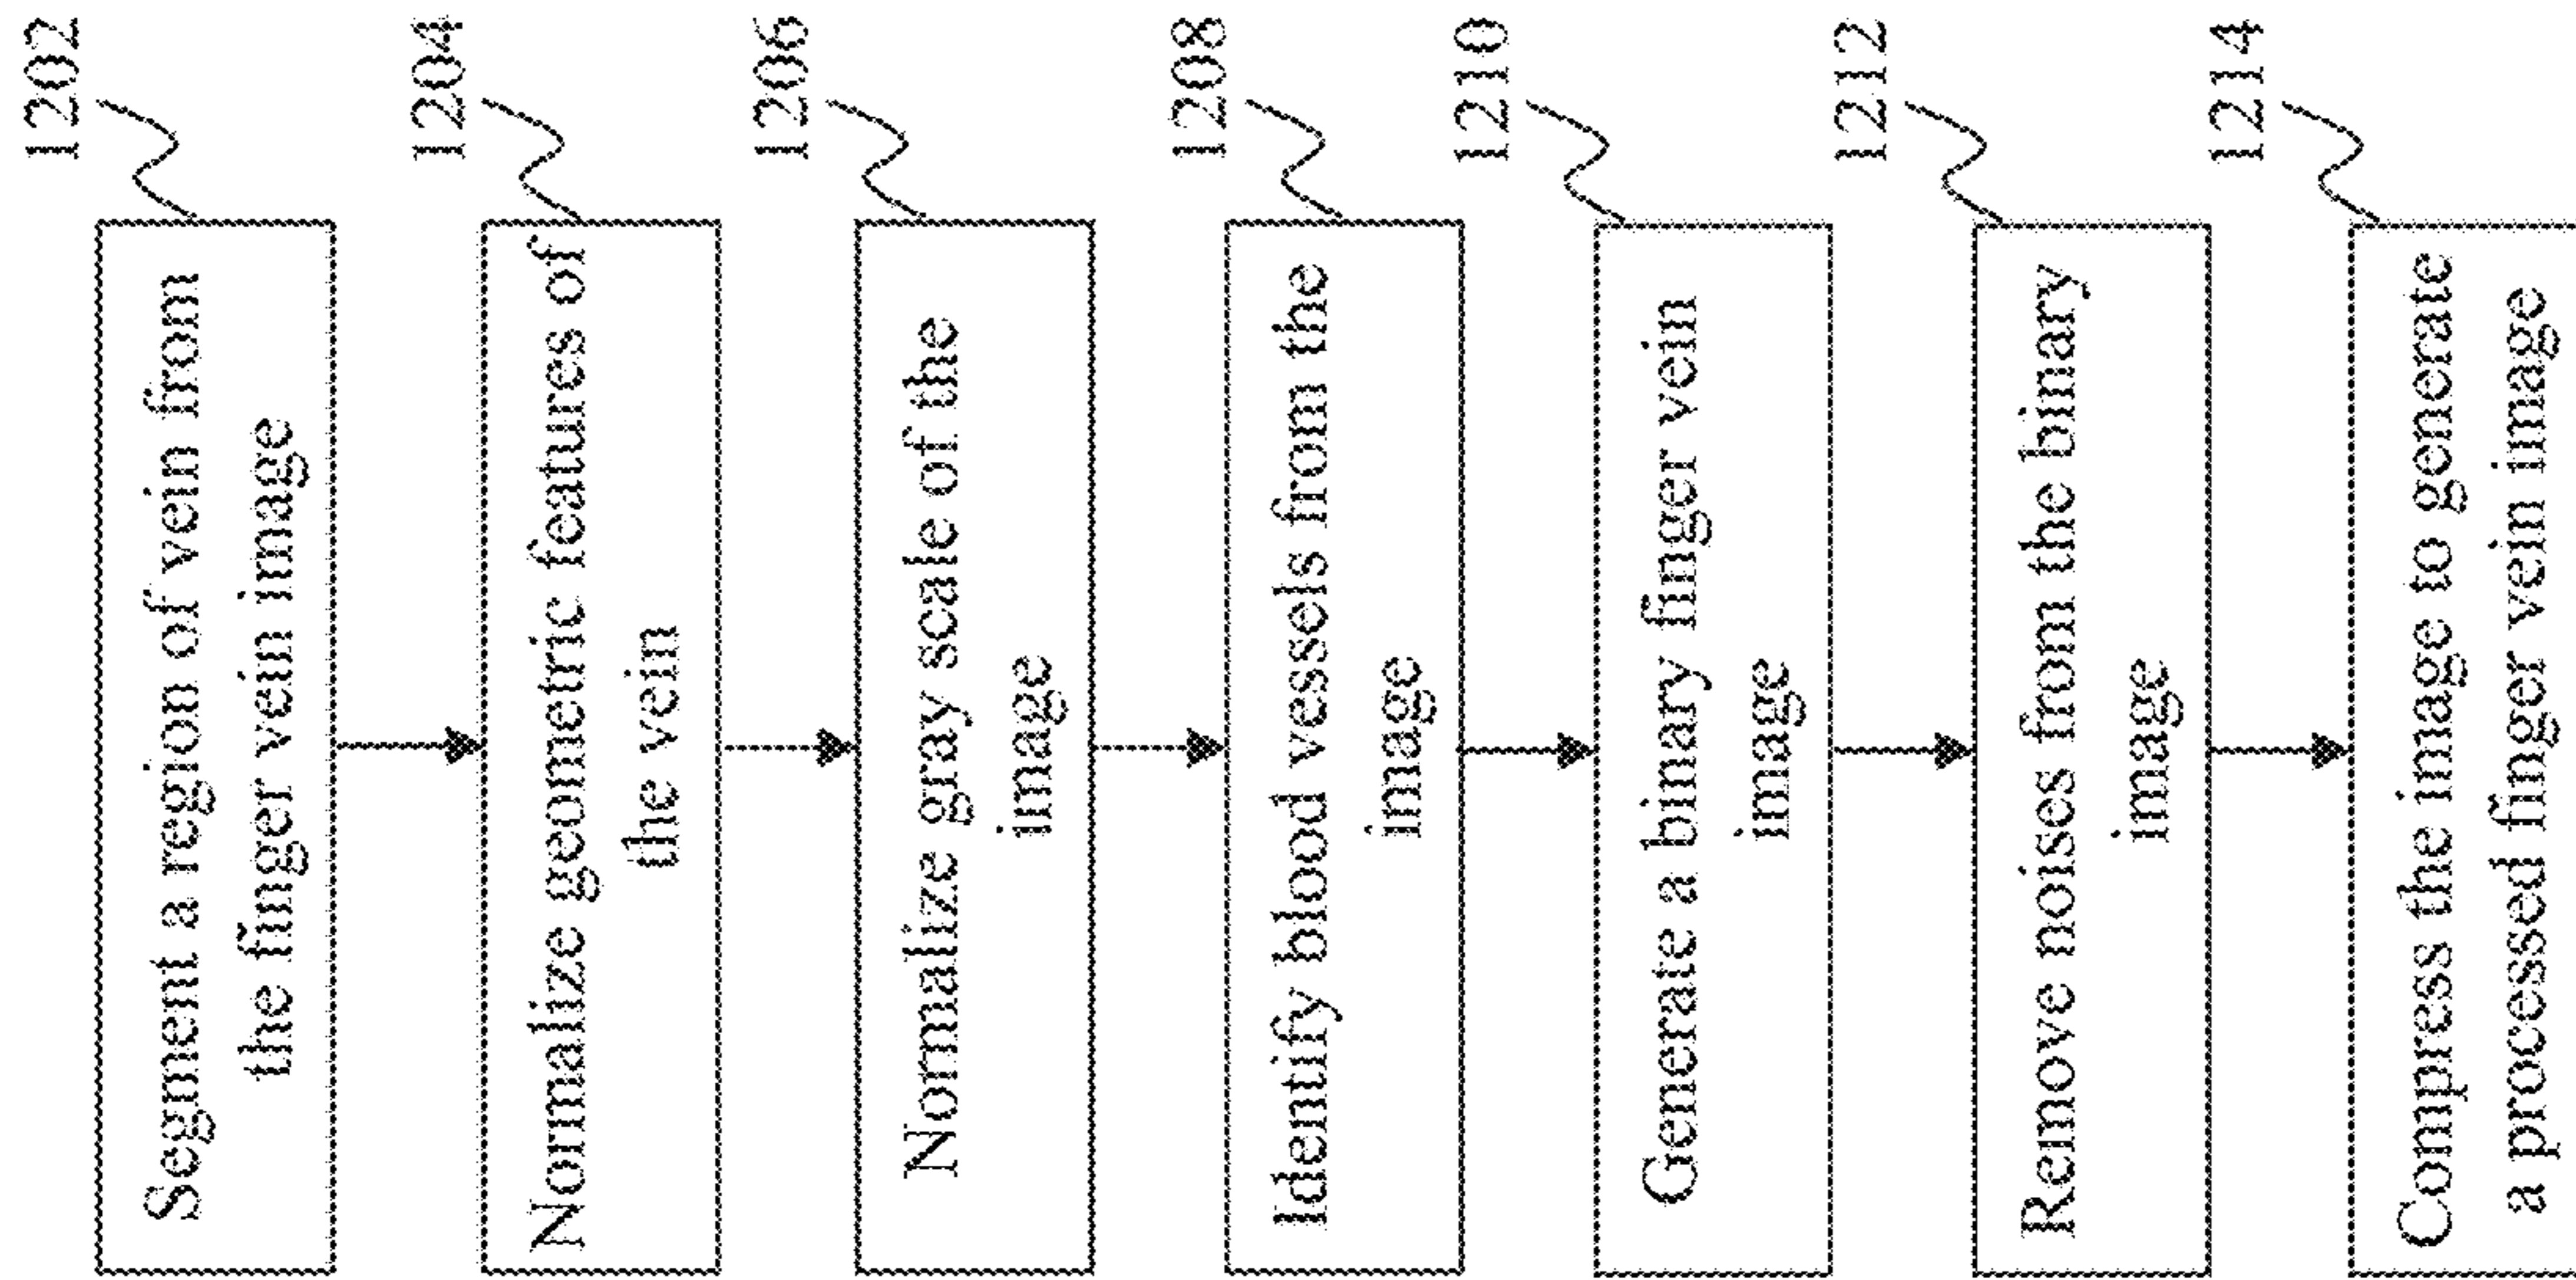 1202
Segment a region of vein from
the finger vein image
1204
Normalize geometric features of
the vein
1206
Normalize gray scale of the
image
1208
Identify blood vessels from the
image
1210
Generate a binary finger vein
image
1212
Remove noises from the binary
image
1214
Compress the image to generate
a processed finger vein image